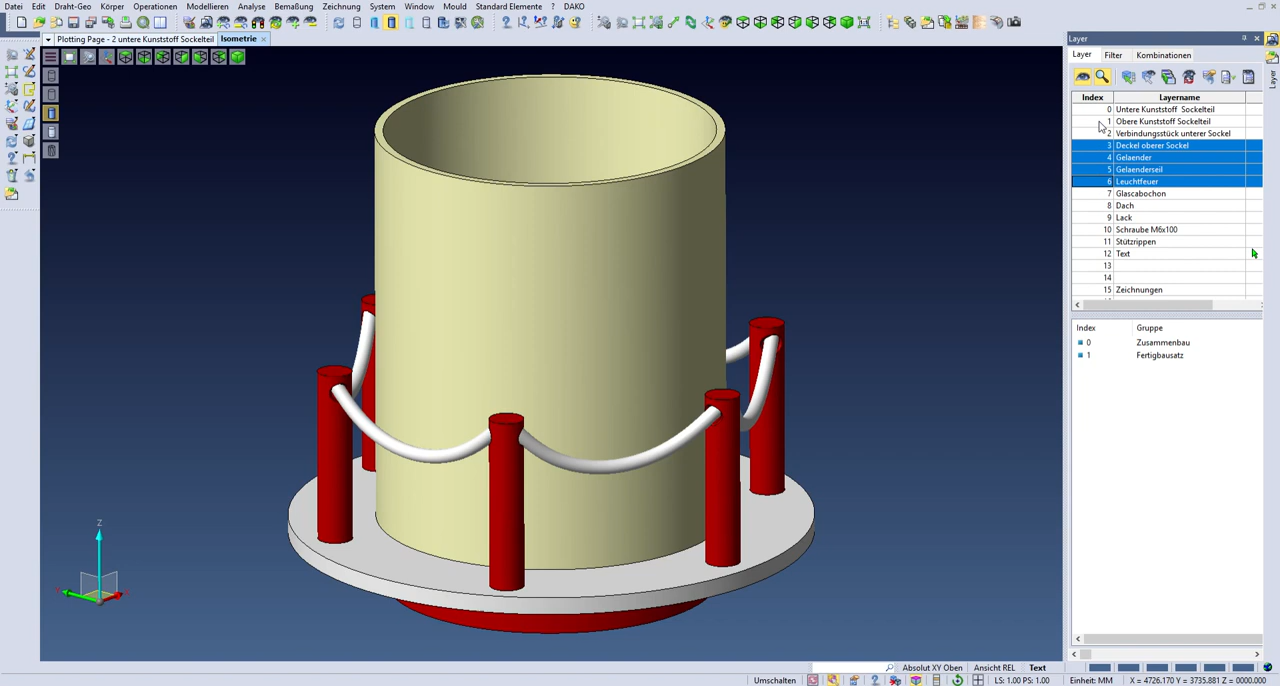 Datei Edit Draht-Geo Körper Operationen Modellieren Analyse Bemaßung Zeichnung System Window Mould Standard Elemente ? DAKO
Plotting Page - 2 untere Kunststoff Sockelteil Isometrie ×
Layer
Layer Filter Kombinationen
Index Layername
0 Untere Kunststoff Sockelteil
1 Obere Kunststoff Sockelteil
2 Verbindungsstück unterer Sockel
3 Deckel oberer Sockel
4 Gelaender
5 Gelaenderseil
6 Leuchtfeuer
7 Glascabochon
8 Dach
9 Lack
10 Schraube M6x100
11 Stützrippen
12 Text
13
14
15 Zeichnungen
Index Gruppe
0 Zusammenbau
1 Fertigbausatz
Layer
Z
Absolut XY Oben Ansicht REL Text
Umschalten LS: 1.00 PS: 1.00 Einheit: MM X = 4726.170 Y = 3735.881 Z = 0000.000